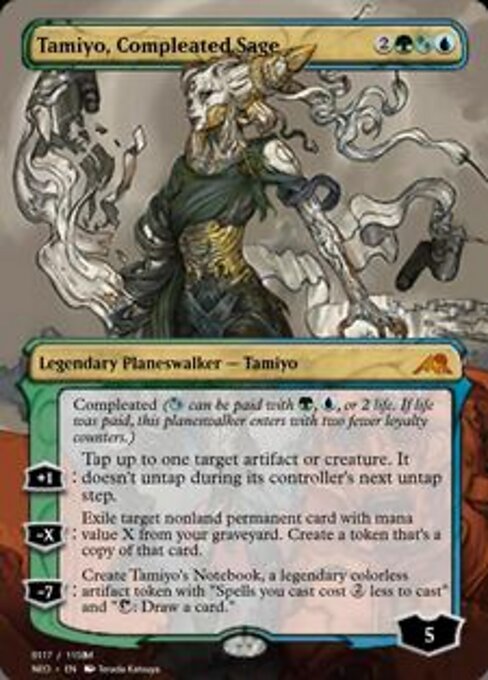 Tamiyo, Compleated Sage 2
Legendary Planeswalker — Tamiyo
Compleated ( can be paid with , , or 2 life. If life
was paid, this planeswalker enters with two fewer loyalty
counters.)
Tap up to one target artifact or creature. It
+1 : doesn't untap during its controller's next untap
step.
Exile target nonland permanent card with mana
-X : value X from your graveyard. Create a token that's a
copy of that card.
Create Tamiyo's Notebook, a legendary colorless
-7 : artifact token with "Spells you cast cost 2 less to cast"
and " : Draw a card."
5
NEO • EN Terada Katsuya